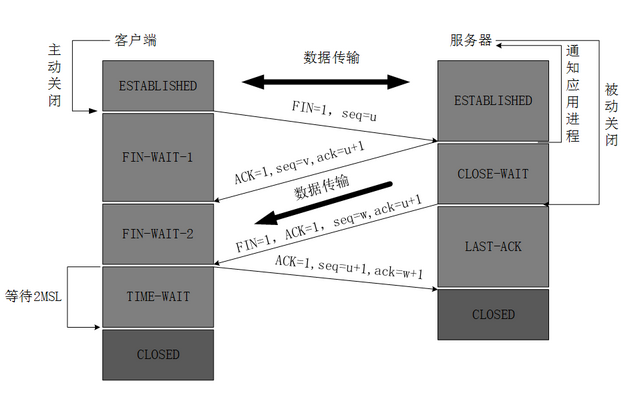 客户端
服务器
主动关闭
数据传输
通知应用进程
被动关闭
ESTABLISHED
ESTABLISHED
FIN=1, seq=u
FIN-WAIT-1
ACK=1,seq=v,ack=u+1
CLOSE-WAIT
数据传输
FIN-WAIT-2
FIN=1, ACK=1, seq=w,ack=u+1
LAST-ACK
ACK=1,seq=u+1,ack=w+1
等待2MSL
TIME-WAIT
CLOSED
CLOSED